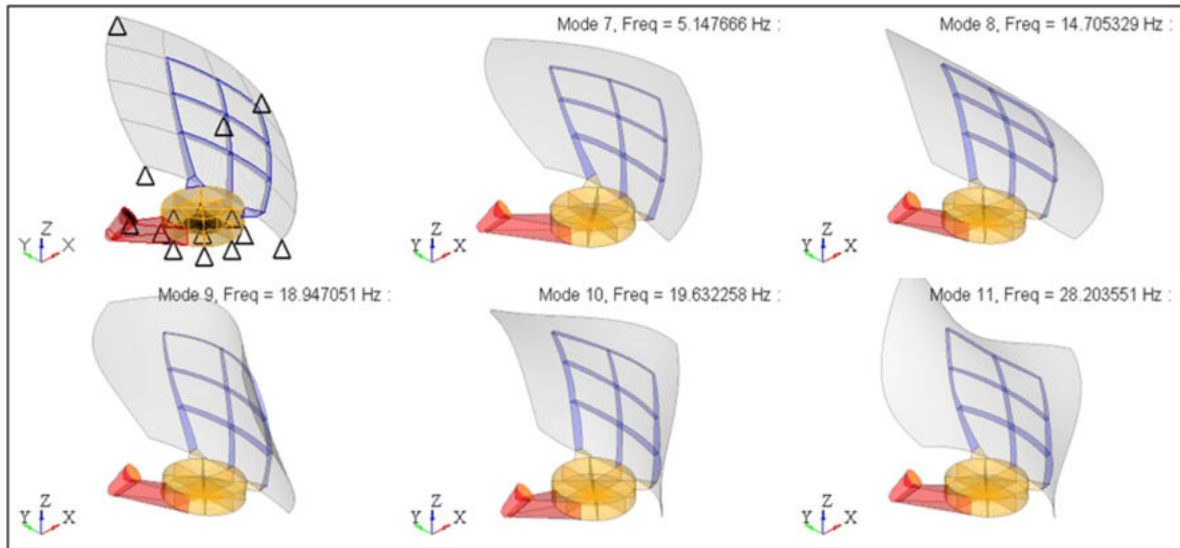 Mode 7, Freq = 5.147666 Hz :
Mode 8, Freq = 14.705329 Hz :
Z
Y X
Z
Y X
Z
Y X
Mode 9, Freq = 18.947051 Hz :
Mode 10, Freq = 19.632258 Hz :
Mode 11, Freq = 28.203551 Hz :
Z
Y X
Z
Y X
Z
Y X